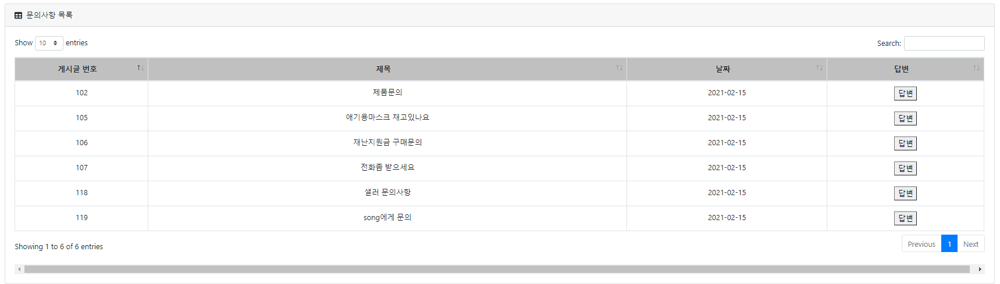 문의사항 목록
Show 10 entries Search:
게시글 번호 제목 날짜 답변
102 제품문의 2021-02-15 답변
105 애기용마스크 재고있나요 2021-02-15 답변
106 재난지원금 구매문의 2021-02-15 답변
107 전화좀 받으세요 2021-02-15 답변
118 샐러 문의사항 2021-02-15 답변
119 song에게 문의 2021-02-15 답변
Showing 1 to 6 of 6 entries Previous 1 Next